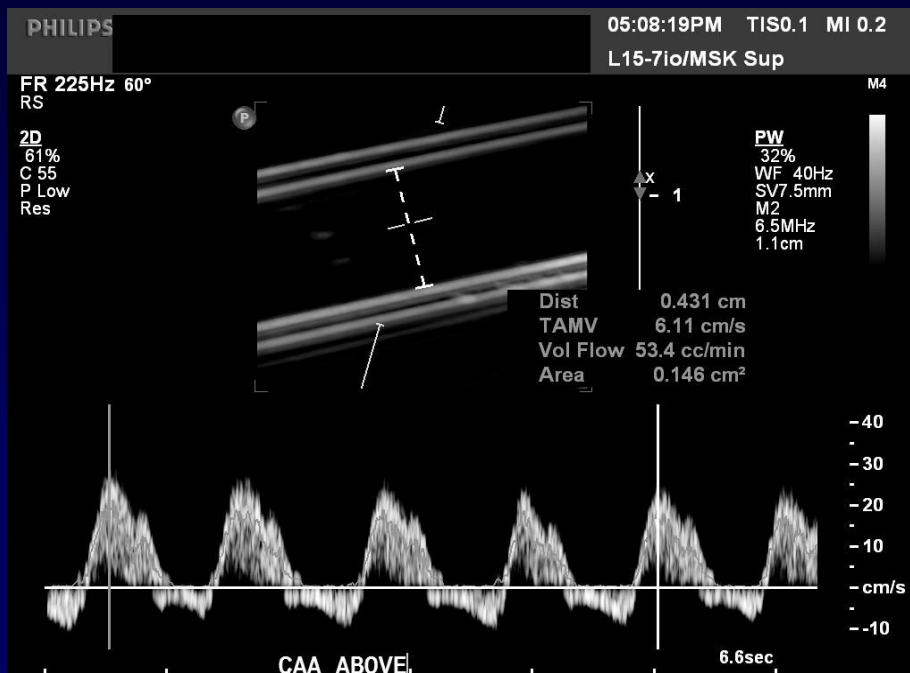 PHILIPS
05:08:19PM TIS0.1 MI 0.2
L15-7io/MSK Sup
FR 225Hz 60°
RS
M4
P
2D
61%
C 55
P Low
Res
PW
32%
WF 40Hz
SV7.5mm
M2
6.5MHz
1.1cm
X
1
Dist 0.431 cm
TAMV 6.11 cm/s
Vol Flow 53.4 cc/min
Area 0.146 cm²
40
30
20
10
cm/s
-10
6.6sec
CAA ABOVE